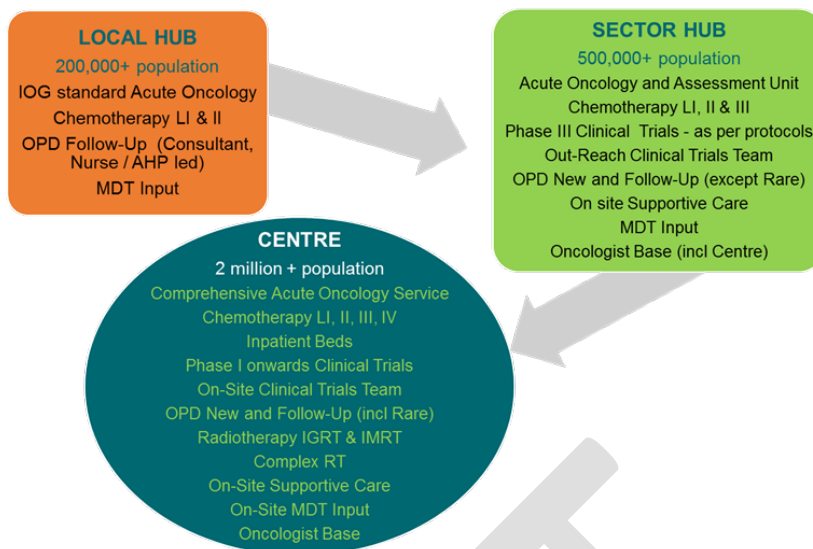 LOCAL HUB
200,000+ population
IOG standard Acute Oncology
Chemotherapy LI & II
OPD Follow-Up (Consultant,
Nurse / AHP led)
MDT Input
SECTOR HUB
500,000+ population
Acute Oncology and Assessment Unit
Chemotherapy LI, II & III
Phase III Clinical Trials - as per protocols
Out-Reach Clinical Trials Team
OPD New and Follow-Up (except Rare)
On site Supportive Care
MDT Input
Oncologist Base (incl Centre)
CENTRE
2 million + population
Comprehensive Acute Oncology Service
Chemotherapy LI, II, III, IV
Inpatient Beds
Phase I onwards Clinical Trials
On-Site Clinical Trials Team
OPD New and Follow-Up (incl Rare)
Radiotherapy IGRT & IMRT
Complex RT
On-Site Supportive Care
On-Site MDT Input
Oncologist Base